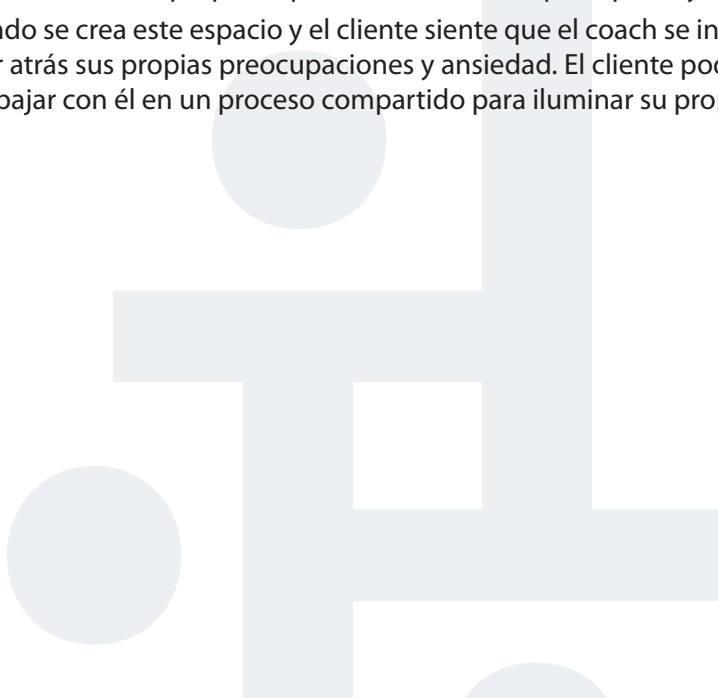 se crea este espacio y el cliente siente que el coach se
atrás sus propias preocupaciones y ansiedad. El cliente
con él en un proceso compartido para iluminar su